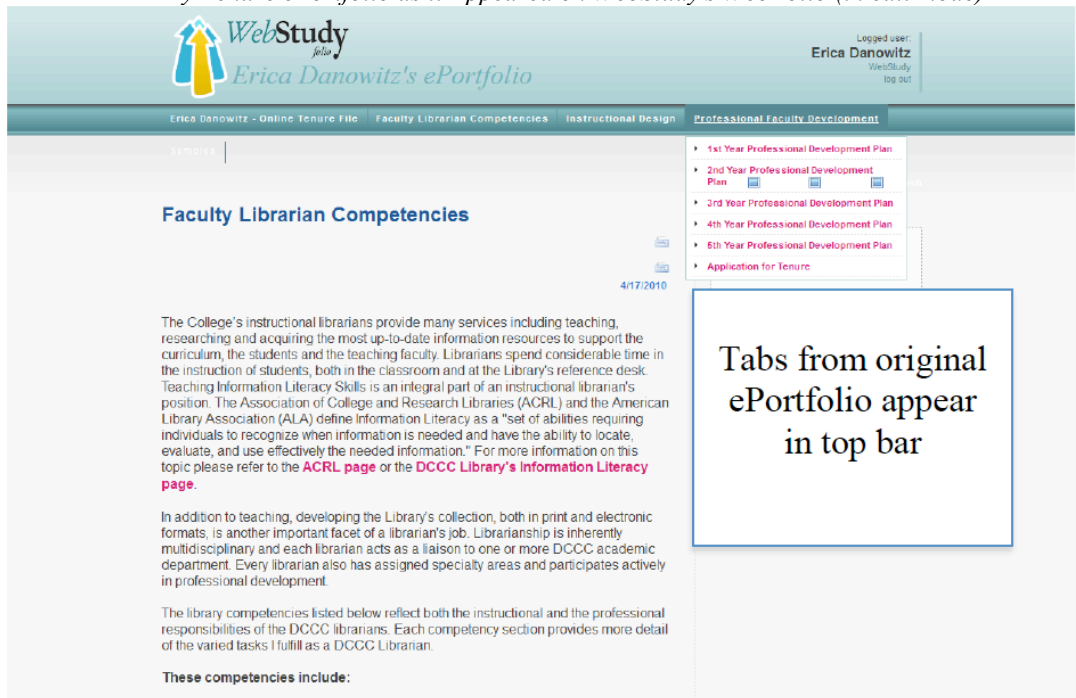 My Tenure ePortfolio as it Appeared on WebStudy's WebFolio (Break Mode)
WebStudy
folio
Erica Danowitz's ePortfolio
Logged user:
Erica Danowitz
WebStudy
log out
Erica Danowitz - Online Tenure File Faculty Librarian Competencies Instructional Design Professional Faculty Development
Samples
1st Year Professional Development Plan
2nd Year Professional Development
Plan
3rd Year Professional Development Plan
4th Year Professional Development Plan
5th Year Professional Development Plan
Application for Tenure
Faculty Librarian Competencies
4/17/2010
The College's instructional librarians provide many services including teaching,
researching and acquiring the most up-to-date information resources to support the
curriculum, the students and the teaching faculty. Librarians spend considerable time in
the instruction of students, both in the classroom and at the Library's reference desk.
Teaching Information Literacy Skills is an integral part of an instructional librarian's
position. The Association of College and Research Libraries (ACRL) and the American
Library Association (ALA) define Information Literacy as a "set of abilities requiring
individuals to recognize when information is needed and have the ability to locate,
evaluate, and use effectively the needed information." For more information on this
topic please refer to the ACRL page or the DCCC Library's Information Literacy
page.
In addition to teaching, developing the Library's collection, both in print and electronic
formats, is another important facet of a librarian's job. Librarianship is inherently
multidisciplinary and each librarian acts as a liaison to one or more DCCC academic
department. Every librarian also has assigned specialty areas and participates actively
in professional development.
The library competencies listed below reflect both the instructional and the professional
responsibilities of the DCCC librarians. Each competency section provides more detail
of the varied tasks I fulfill as a DCCC Librarian.
These competencies include:
Tabs from original
ePortfolio appear
in top bar